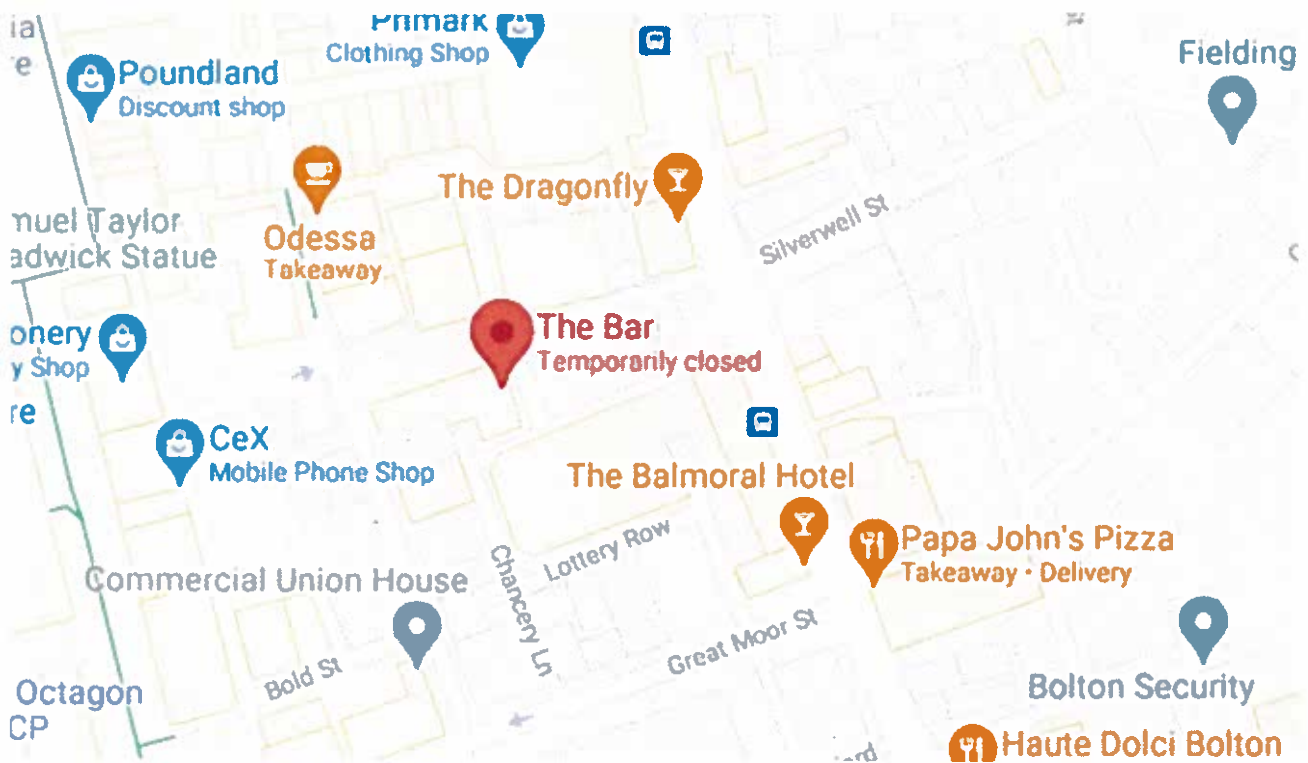 Primark
Clothing Shop
Fielding
Poundland
Discount shop
The Dragonfly
Silverwell St
muel Taylor
adwick Statue
Odessa
Takeaway
The Bar
Temporarily closed
onery
y Shop
re
CeX
Mobile Phone Shop
The Balmoral Hotel
Papa John's Pizza
Takeaway · Delivery
Lottery Row
Chancery Ln
Commercial Union House
Great Moor St
Bold St
Bolton Security
Octagon
CP
Haute Dolci Bolton